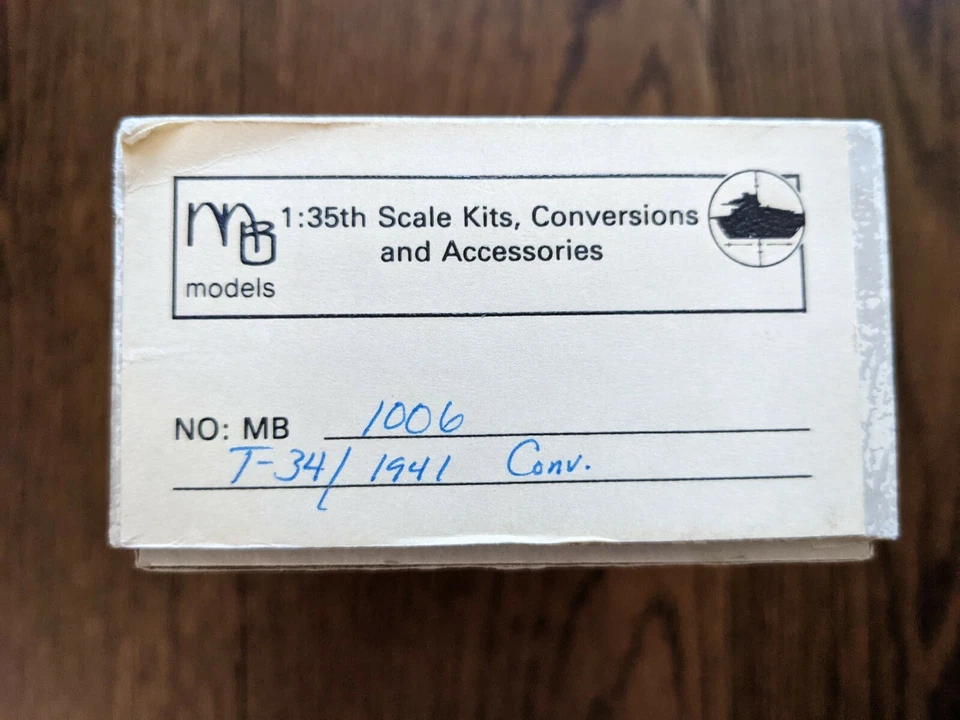 MB 1:35th Scale Kits, Conversions
and Accessories
models
NO: MB 1006
T-34/1941 Conv.